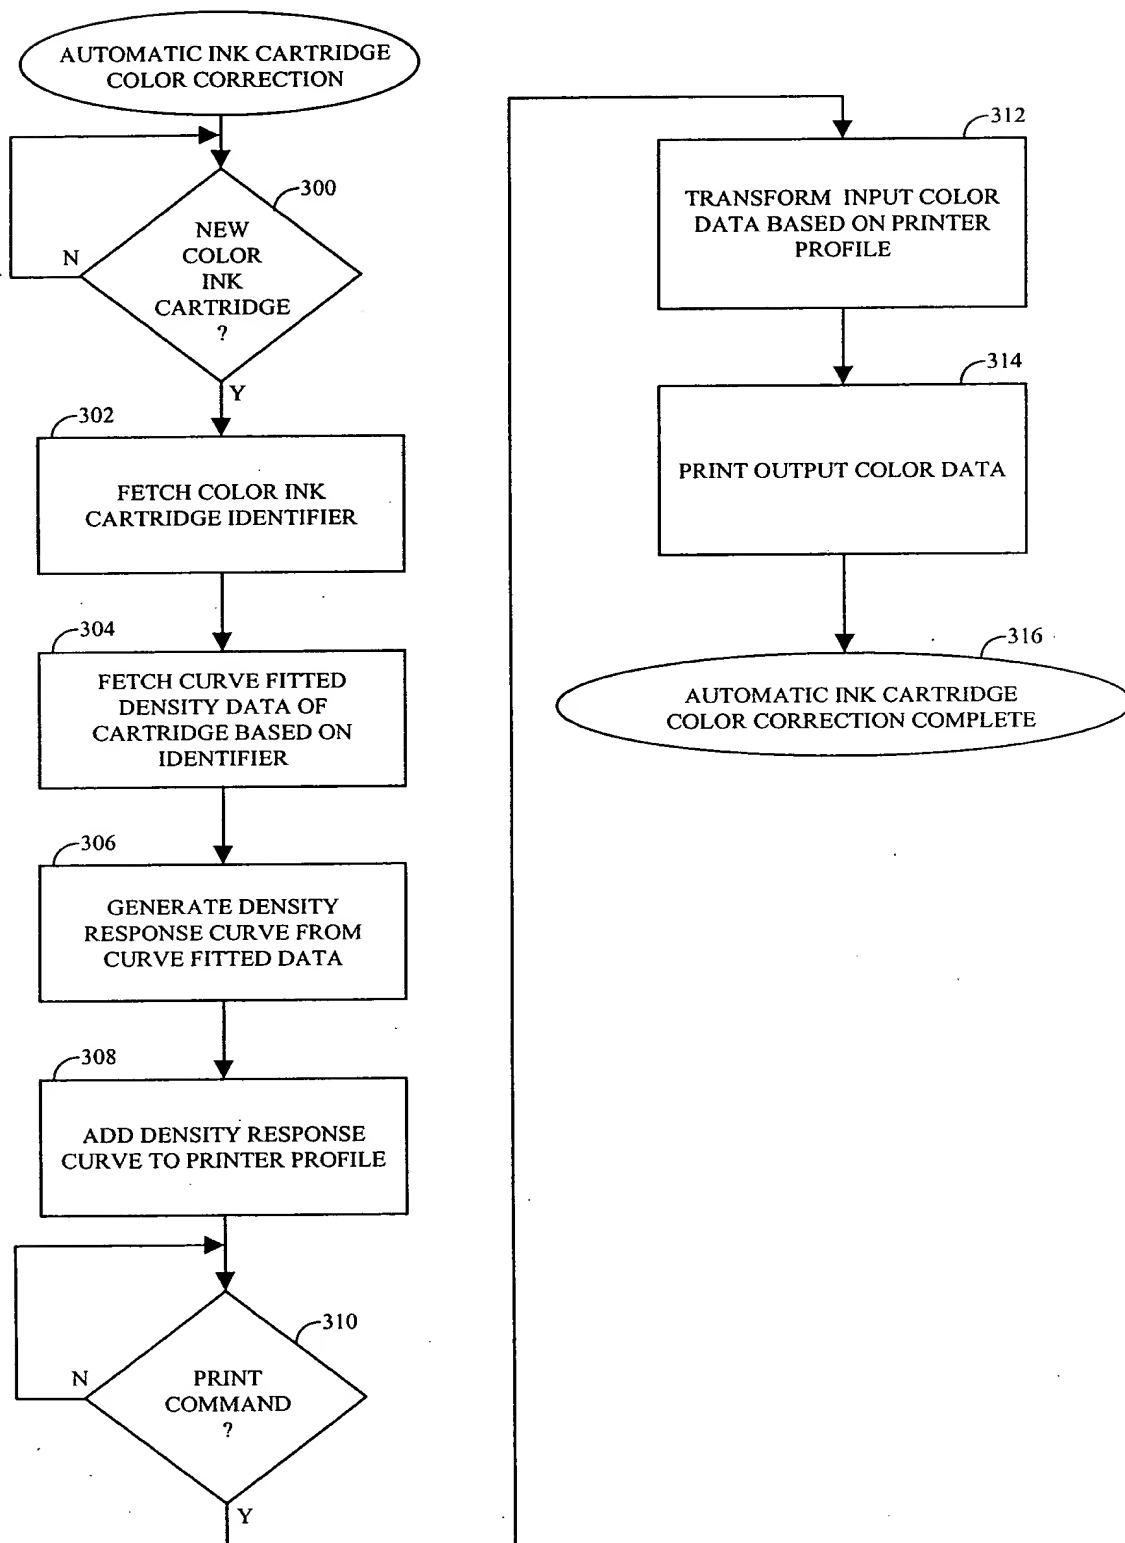 AUTOMATIC INK CARTRIDGE
COLOR CORRECTION
300
NEW
COLOR
INK
CARTRIDGE
?
N
Y
302
FETCH COLOR INK
CARTRIDGE IDENTIFIER
304
FETCH CURVE FITTED
DENSITY DATA OF
CARTRIDGE BASED ON
IDENTIFIER
306
GENERATE DENSITY
RESPONSE CURVE FROM
CURVE FITTED DATA
308
ADD DENSITY RESPONSE
CURVE TO PRINTER PROFILE
310
PRINT
COMMAND
?
N
Y
312
TRANSFORM INPUT COLOR
DATA BASED ON PRINTER
PROFILE
314
PRINT OUTPUT COLOR DATA
316
AUTOMATIC INK CARTRIDGE
COLOR CORRECTION COMPLETE